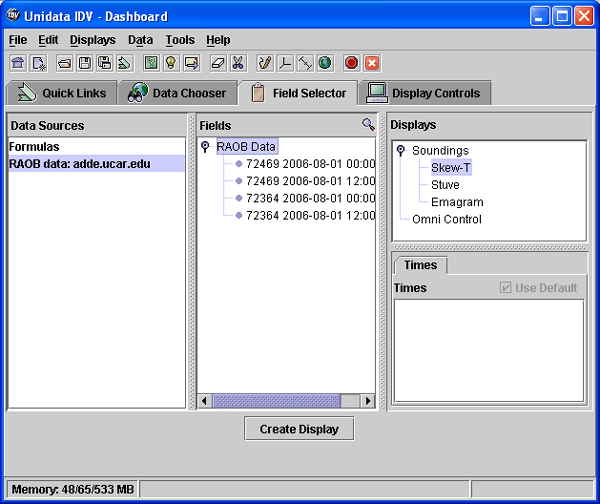 Unidata IDV - Dashboard
File Edit Displays Data Tools Help
Quick Links Data Chooser Field Selector Display Controls
Data Sources
Formulas
RAOB data: adde.ucar.edu
Fields
RAOB Data
72469 2006-08-01 00:00
72469 2006-08-01 12:00
72364 2006-08-01 00:00
72364 2006-08-01 12:00
Displays
Soundings
Skew-T
Stuve
Emagram
Omni Control
Times
Times Use Default
Create Display
Memory: 48/65/533 MB